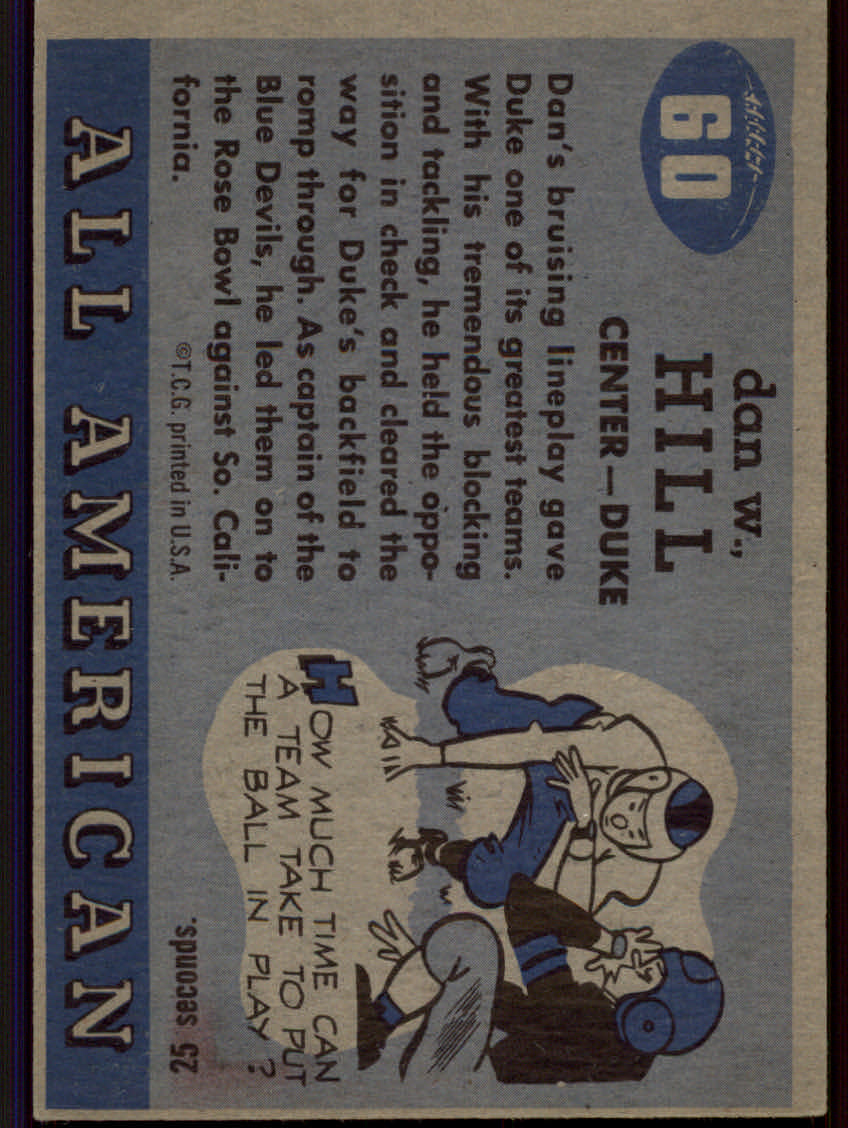 60
dan w.,
HILL
CENTER—DUKE
Dan's bruising lineplay gave
Duke one of its greatest teams.
With his tremendous blocking
and tackling, he held the oppo-
sition in check and cleared the
way for Duke's backfield to
romp through. As captain of the
Blue Devils, he led them on to
the Rose Bowl against So. Cali-
fornia.
©T.C.G. printed in U.S.A.
HOW MUCH TIME CAN
A TEAM TAKE TO PUT
THE BALL IN PLAY ?
25 seconds.
ALL AMERICAN